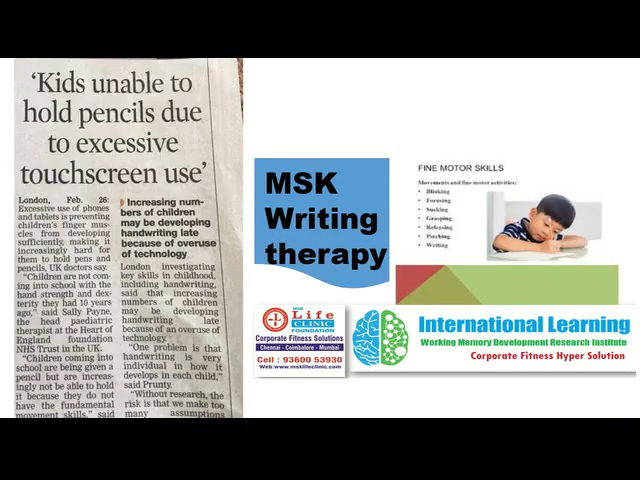 ‘Kids unable to
hold pencils due
to excessive
touchscreen use’
London, Feb. 26:
Excessive use of phones
and tablets is preventing
children's finger mus-
cles from developing
sufficiently, making it
increasingly hard for
them to hold pens and
pencils, UK doctors say.
"Children are not com-
ing into school with the
hand strength and dex-
terity they had 10 years
ago," said Sally Payne,
the head paediatric
therapist at the Heart of
England foundation
NHS Trust in the UK.
"Children coming into
school are being given a
pencil but are increas-
ingly not be able to hold
it because they do not
have the fundamental
movement skills," said
Increasing num-
bers of children
may be developing
handwriting late
because of overuse
of technology
London investigating
key skills in childhood,
including handwriting,
said that increasing
numbers of children
may be developing
handwriting late
because of an overuse of
technology.
"One problem is that
handwriting is very
individual in how it
develops in each child,"
said Prunty.
"Without research, the
risk is that we make too
many assumptions
MSK
Writing
therapy
FINE MOTOR SKILLS
Movements and fine motor activities:
• Blinking
• Focusing
• Sucking
• Grasping
• Releasing
• Pinching
• Writing
MSK
Life
CLINIC
FOUNDATION
Corporate Fitness Solutions
Chennai - Coimbatore - Mumbai
Cell : 93600 53930
Web:www.msklifeclinic.com
International Learning
Working Memory Development Research Institute
Corporate Fitness Hyper Solution